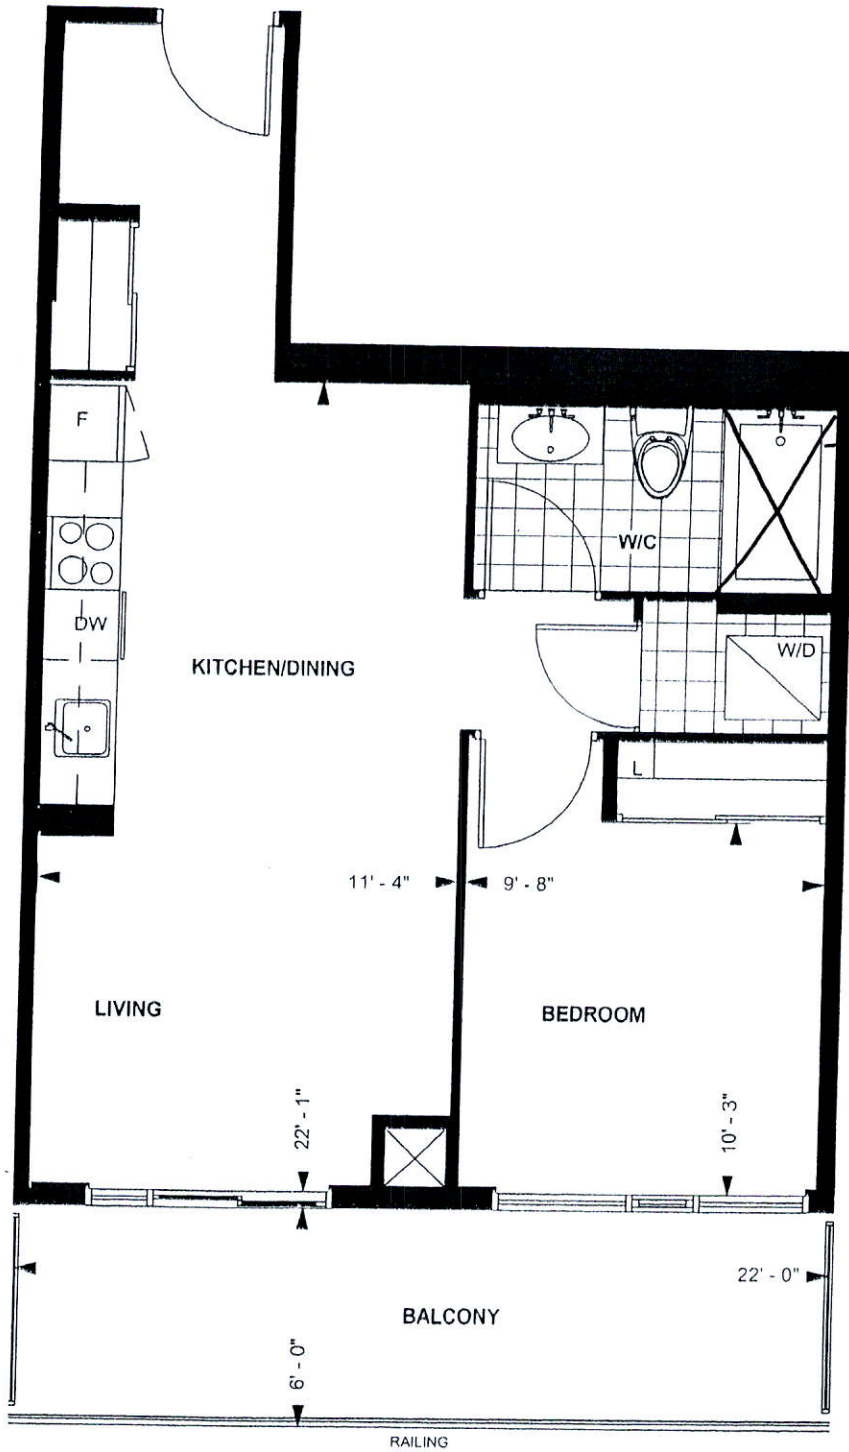 F
W/C
DW
W/D
KITCHEN/DINING
L
11' - 4"
9' - 8"
LIVING
BEDROOM
22' - 1"
10' - 3"
22' - 0"
BALCONY
6' - 0"
RAILING